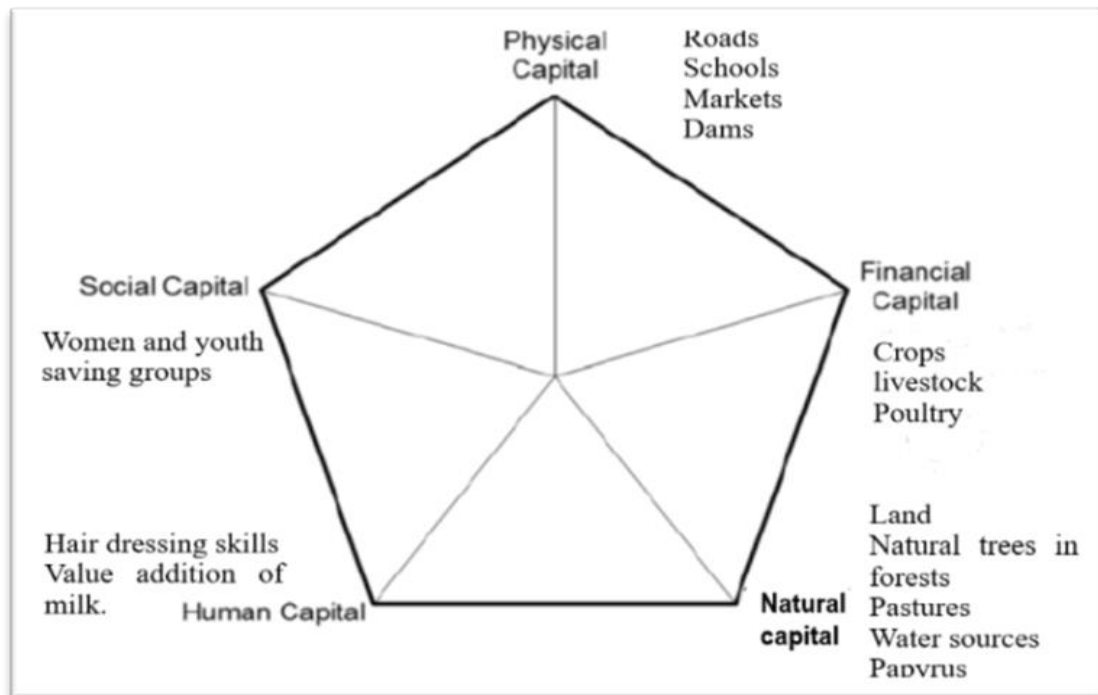 Physical
Capital
Roads
Schools
Markets
Dams
Social Capital
Women and youth
saving groups
Financial
Capital
Crops
livestock
Poultry
Hair dressing skills
Value addition of
milk.
Human Capital
Land
Natural trees in
forests
Pastures
Water sources
Papyrus
Natural
capital